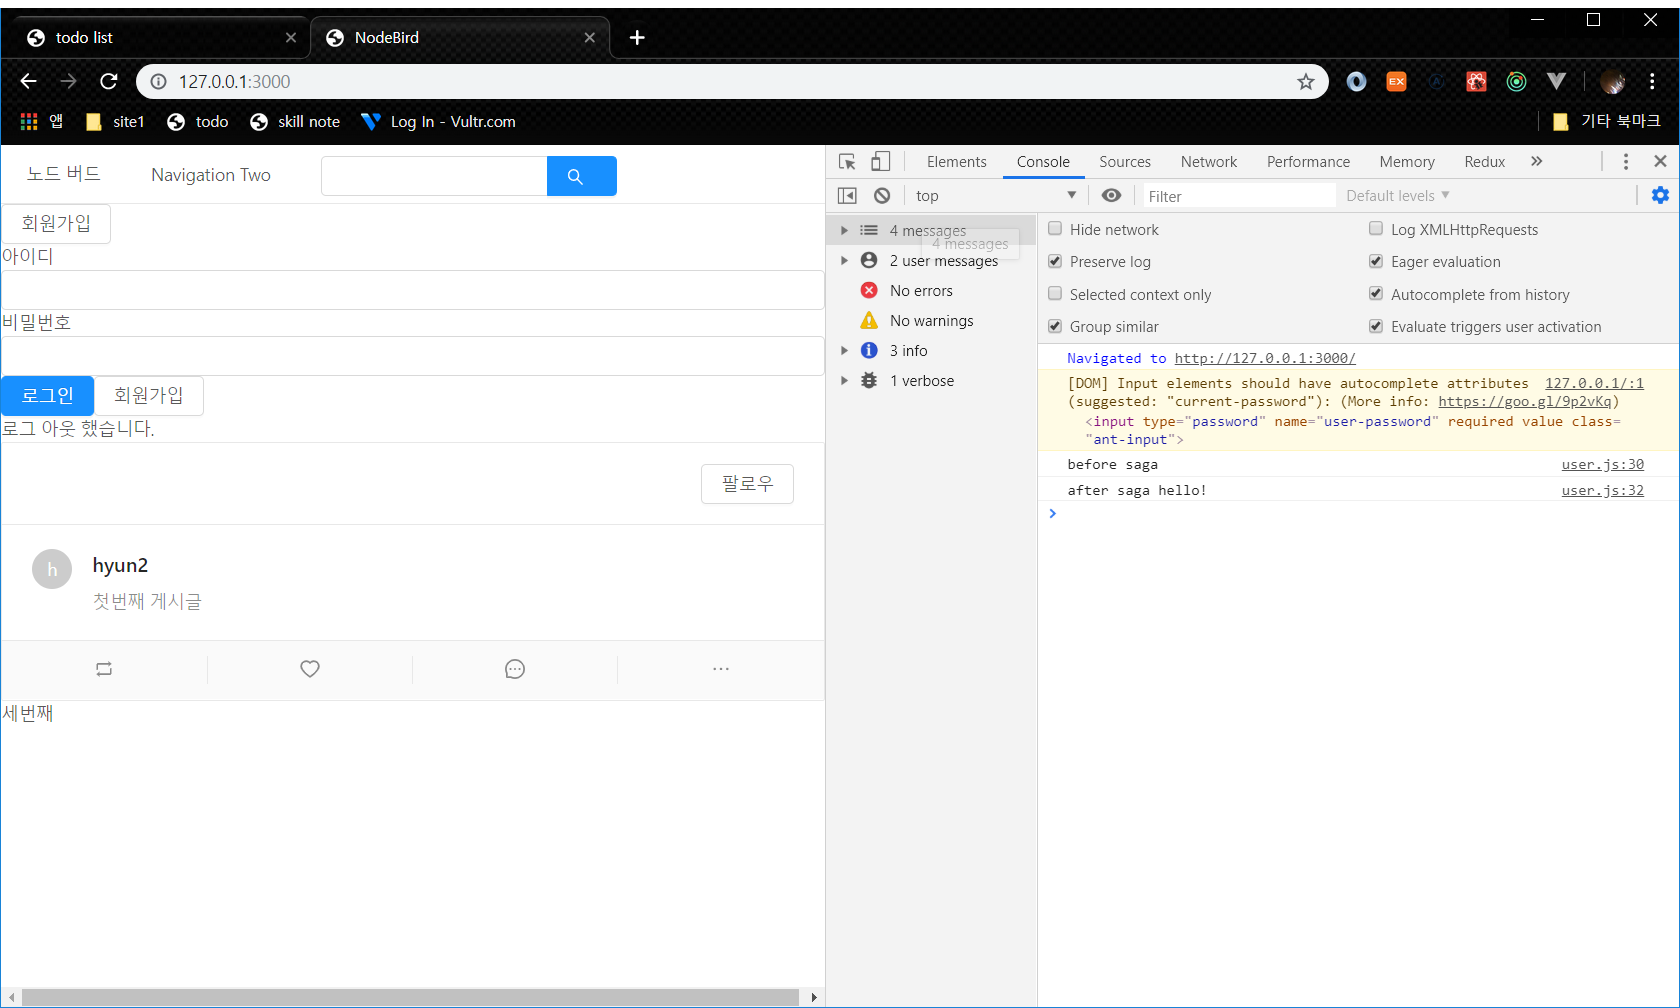 todo list
NodeBird
127.0.0.1:3000
EX
앱 site1 todo skill note Log In - Vultr.com 기타 북마크
노드 버드 Navigation Two
회원가입
아이디
비밀번호
로그인 회원가입
로그 아웃 했습니다.
팔로우
h hyun2
첫번째 게시글
세번째
Elements Console Sources Network Performance Memory Redux
top Filter Default levels ▼
4 messages
4 messages
2 user messages
No errors
No warnings
3 info
1 verbose
Hide network Log XMLHttpRequests
Preserve log Eager evaluation
Selected context only Autocomplete from history
Group similar Evaluate triggers user activation
Navigated to http://127.0.0.1:3000/
[DOM] Input elements should have autocomplete attributes 127.0.0.1/:1
(suggested: "current-password"): (More info: https://goo.gl/9p2vKq)
<input type="password" name="user-password" required value class=
"ant-input">
before saga user.js:30
after saga hello! user.js:32